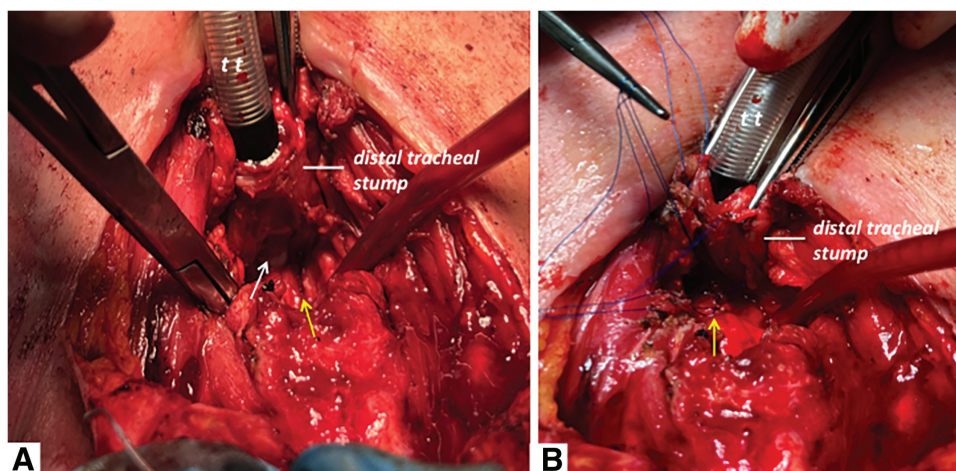 t t
distal tracheal
stump
A
t t
distal tracheal
stump
B